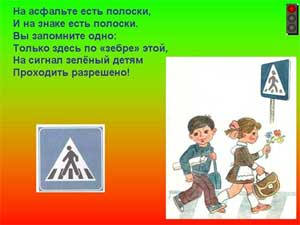 На асфальте есть полоски,
И на знаке есть полоски.
Вы запомните одно:
Только здесь по «зебре» этой,
На сигнал зелёный детям
Проходить разрешено!